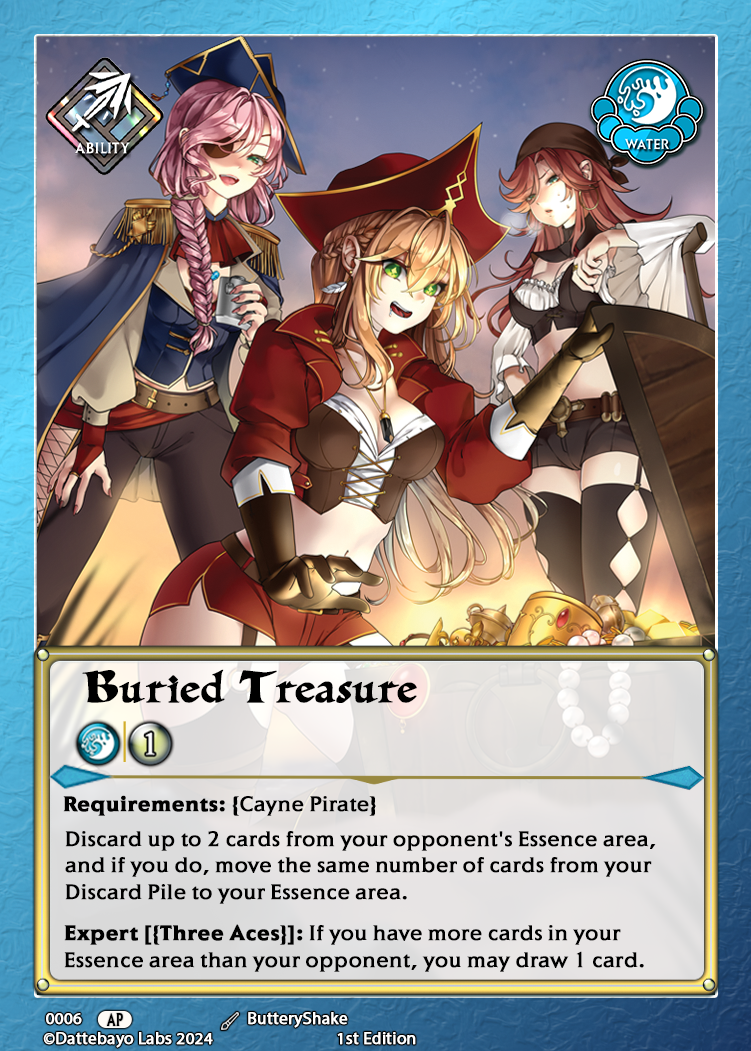 ABILITY
WATER
Buried Treasure
1
Requirements: {Cayne Pirate}
Discard up to 2 cards from your opponent's Essence area,
and if you do, move the same number of cards from your
Discard Pile to your Essence area.
Expert [{Three Aces}]: If you have more cards in your
Essence area than your opponent, you may draw 1 card.
0006 AP ButteryShake
©Dattebayo Labs 2024 1st Edition